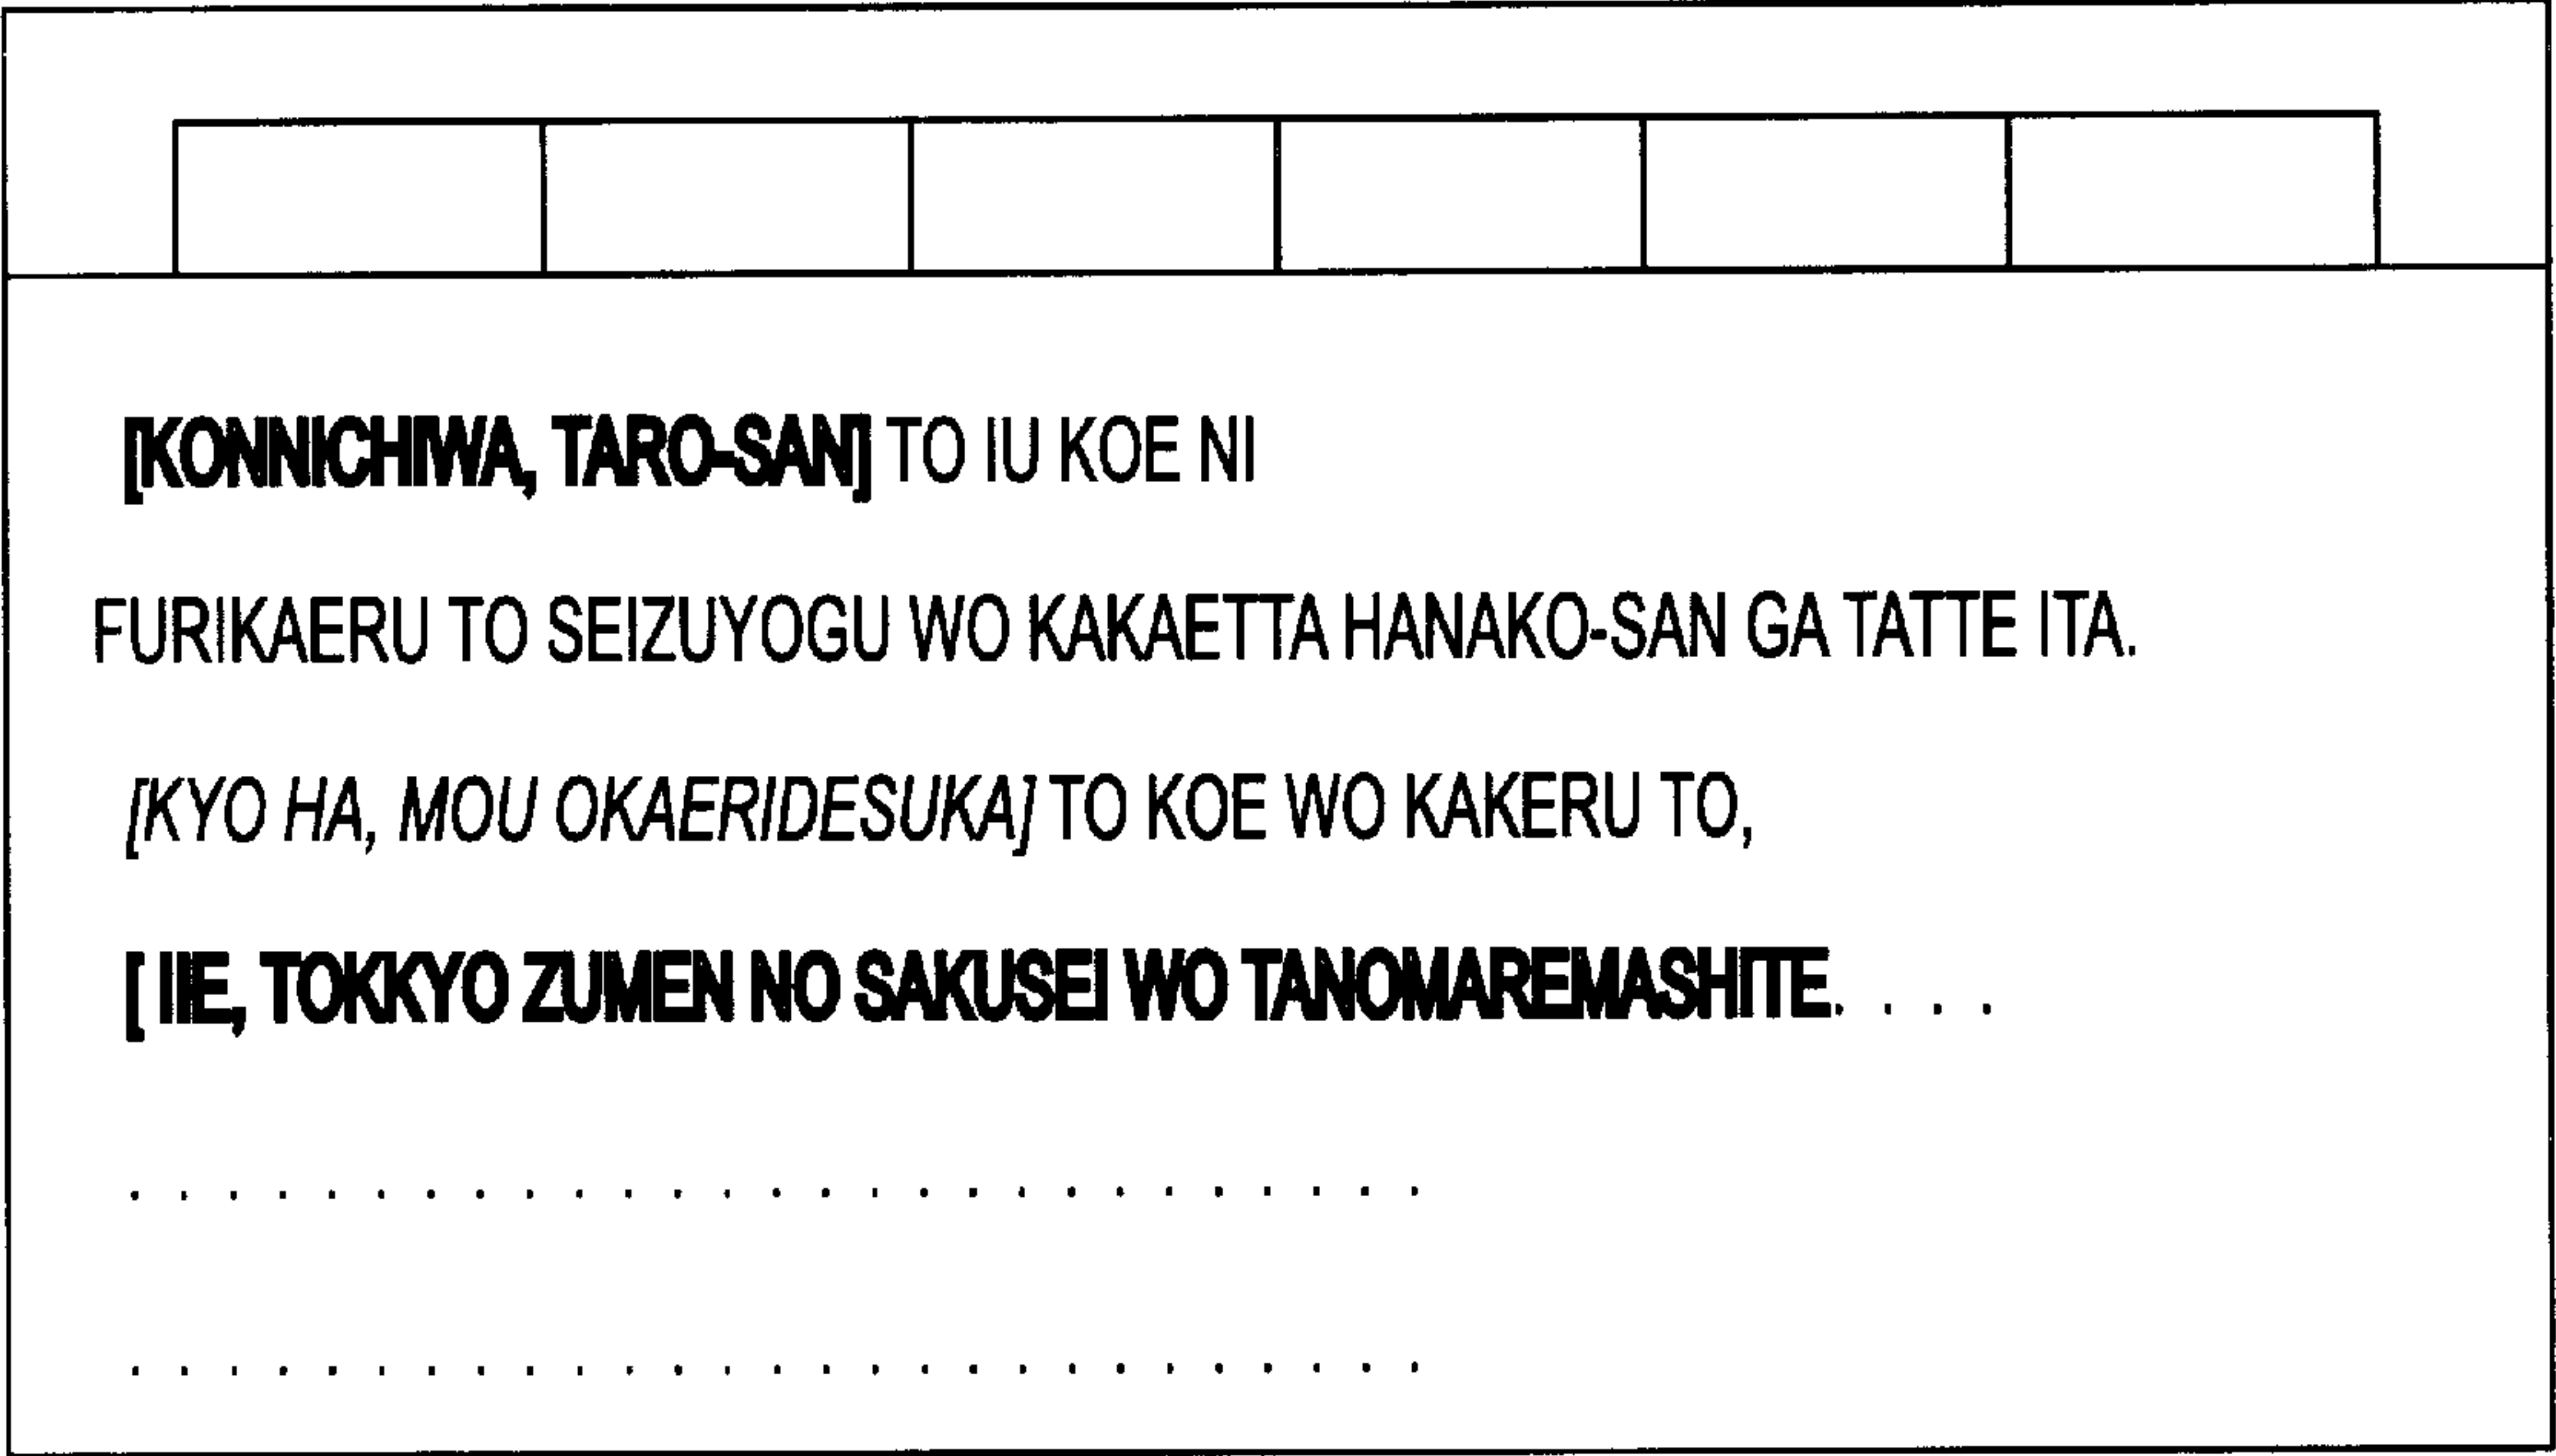 [KONNICHIWA, TARO-SAN] TO IU KOE NI
FURIKAERU TO SEIZUYOGU WO KAKAETTA HANAKO-SAN GA TATTE ITA.
[KYO HA, MOU OKAERIDESUKA] TO KOE WO KAKERU TO,
[ IIE, TOKKYO ZUMEN NO SAKUSEI WO TANOMAREMASHITE. . . .
. . . . . . . . . . . . . . . . . . . . . . . . . . .
. . . . . . . . . . . . . . . . . . . . . . . . . . .